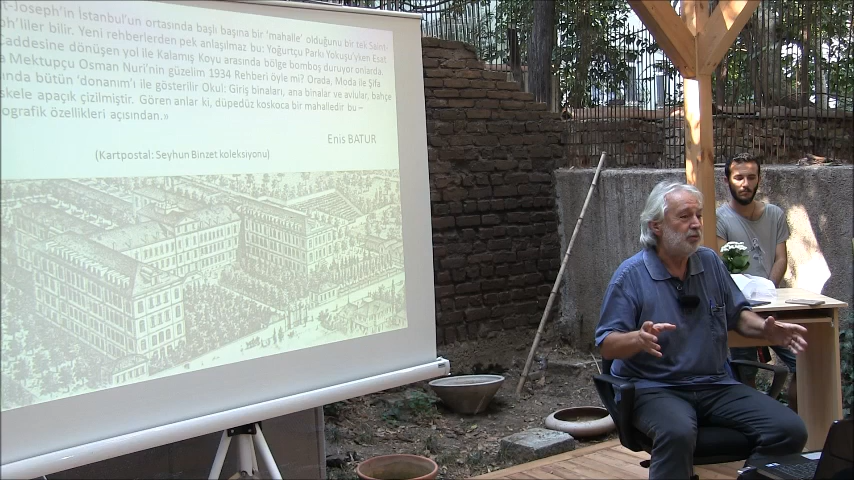 -Joseph'in İstanbul'un ortasında başlı başına bir 'mahalle' olduğunu bir tek Saint-
h'liler bilir. Yeni rehberlerden pek anlaşılmaz bu: Yoğurtçu Parkı Yokuşu'yken Esat
Caddesine dönüşen yol ile Kalamış Koyu arasında bölge bomboş duruyor onlarda.
a Mektupçu Osman Nuri'nin güzelim 1934 Rehberi öyle mi? Orada, Moda ile Şifa
ında bütün 'donanım'ı ile gösterilir Okul: Giriş binaları, ana binalar ve avlular, bahçe
skele apaçık çizilmiştir. Gören anlar ki, düpedüz koskoca bir mahalledir bu –
ografik özellikleri açısından.»
Enis BATUR
(Kartpostal: Seyhun Binzet koleksiyonu)